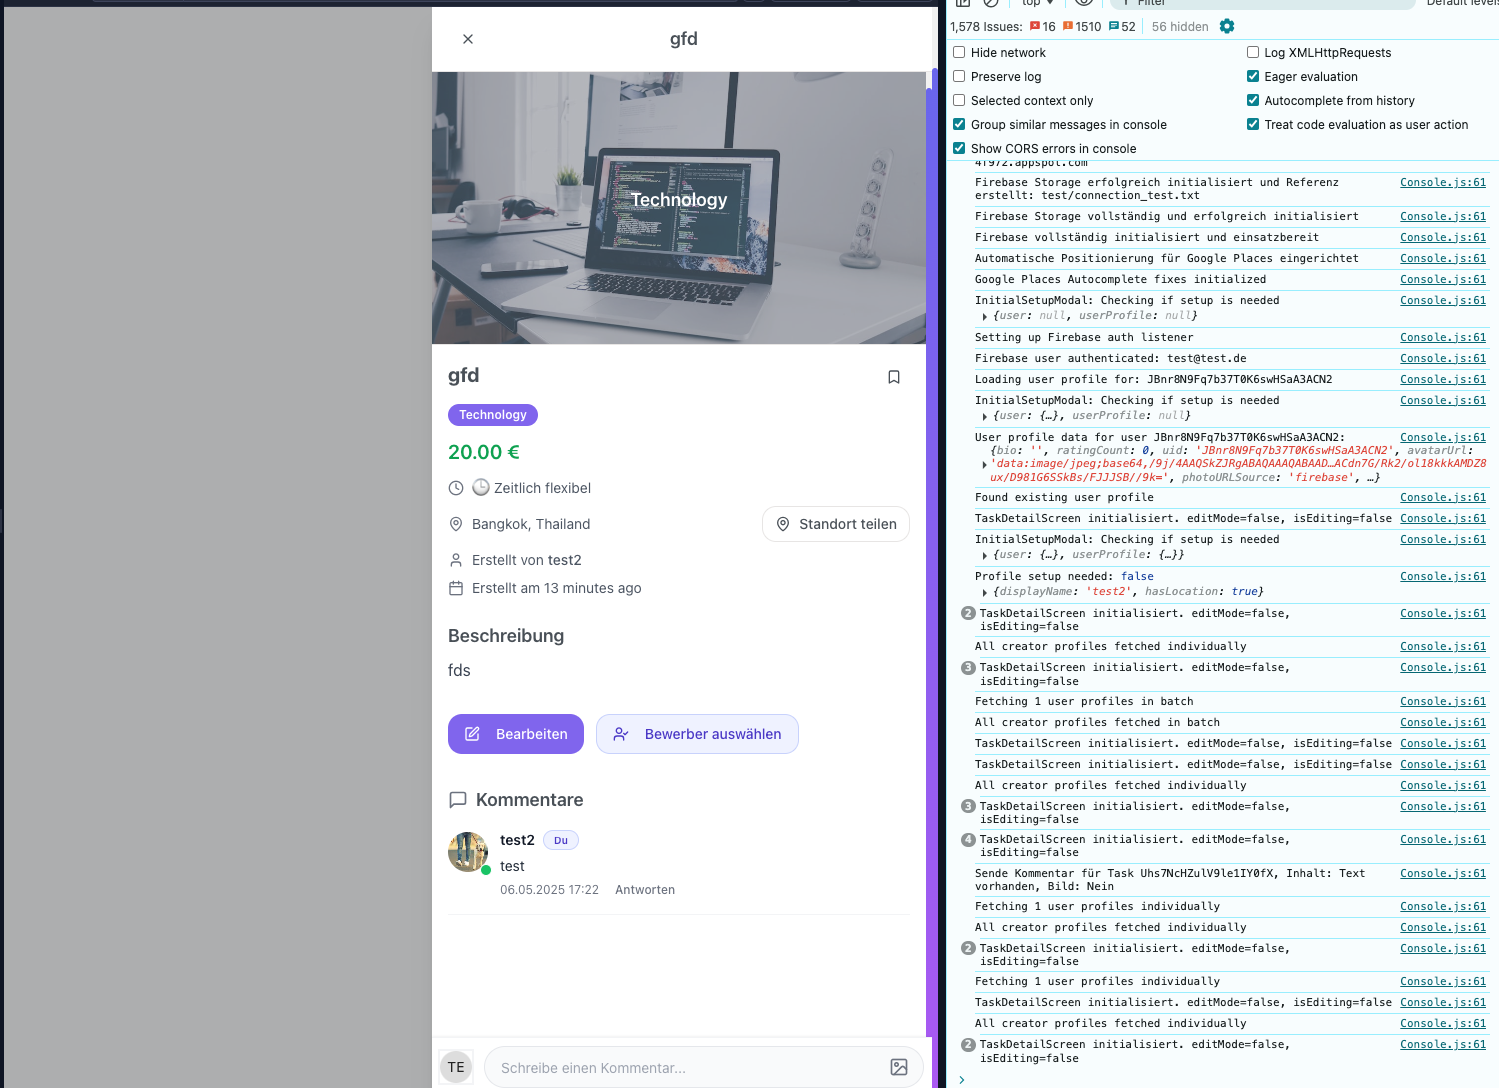 gfd
Technology
gfd
Technology
20.00 €
Zeitlich flexibel
Bangkok, Thailand
Standort teilen
Erstellt von test2
Erstellt am 13 minutes ago
Beschreibung
fds
Bearbeiten
Bewerber auswählen
Kommentare
test2 Du
test
06.05.2025 17:22 Antworten
TE
Schreibe einen Kommentar...
top
Filter
1,578 Issues: 16 1510 52 56 hidden
Hide network
Log XMLHttpRequests
Preserve log
Eager evaluation
Selected context only
Autocomplete from history
Group similar messages in console
Treat code evaluation as user action
Show CORS errors in console
4f972.appspot.com
Firebase Storage erfolgreich initialisiert und Referenz Console.js:61
erstellt: test/connection_test.txt
Firebase Storage vollständig und erfolgreich initialisiert Console.js:61
Firebase vollständig initialisiert und einsatzbereit Console.js:61
Automatische Positionierung für Google Places eingerichtet Console.js:61
Google Places Autocomplete fixes initialized Console.js:61
InitialSetupModal: Checking if setup is needed Console.js:61
{user: null, userProfile: null}
Setting up Firebase auth listener Console.js:61
Firebase user authenticated: test@test.de Console.js:61
Loading user profile for: JBnr8N9Fq7b37T0K6swHSaA3ACN2 Console.js:61
InitialSetupModal: Checking if setup is needed Console.js:61
{user: {…}, userProfile: null}
User profile data for user JBnr8N9Fq7b37T0K6swHSaA3ACN2: Console.js:61
{bio: '', ratingCount: 0, uid: 'JBnr8N9Fq7b37T0K6swHSaA3ACN2', avatarUrl:
'data:image/jpeg;base64,/9j/4AAQSkZJRgABAQAAAQABAAD…ACdn7G/Rk2/ol18kkkAMDZ8
ux/D981G6SSkBs/FJJJSB//9k=', photoURLSource: 'firebase', …}
Found existing user profile Console.js:61
TaskDetailScreen initialisiert. editMode=false, isEditing=false Console.js:61
InitialSetupModal: Checking if setup is needed Console.js:61
{user: {…}, userProfile: {…}}
Profile setup needed: false Console.js:61
{displayName: 'test2', hasLocation: true}
2 TaskDetailScreen initialisiert. editMode=false, Console.js:61
isEditing=false
All creator profiles fetched individually Console.js:61
3 TaskDetailScreen initialisiert. editMode=false, Console.js:61
isEditing=false
Fetching 1 user profiles in batch Console.js:61
All creator profiles fetched in batch Console.js:61
TaskDetailScreen initialisiert. editMode=false, isEditing=false Console.js:61
TaskDetailScreen initialisiert. editMode=false, isEditing=false Console.js:61
All creator profiles fetched individually Console.js:61
3 TaskDetailScreen initialisiert. editMode=false, Console.js:61
isEditing=false
4 TaskDetailScreen initialisiert. editMode=false, Console.js:61
isEditing=false
Sende Kommentar für Task Uhs7NcHZulV9le1IY0fX, Inhalt: Text Console.js:61
vorhanden, Bild: Nein
Fetching 1 user profiles individually Console.js:61
All creator profiles fetched individually Console.js:61
2 TaskDetailScreen initialisiert. editMode=false, Console.js:61
isEditing=false
Fetching 1 user profiles individually Console.js:61
TaskDetailScreen initialisiert. editMode=false, isEditing=false Console.js:61
All creator profiles fetched individually Console.js:61
2 TaskDetailScreen initialisiert. editMode=false, Console.js:61
isEditing=false